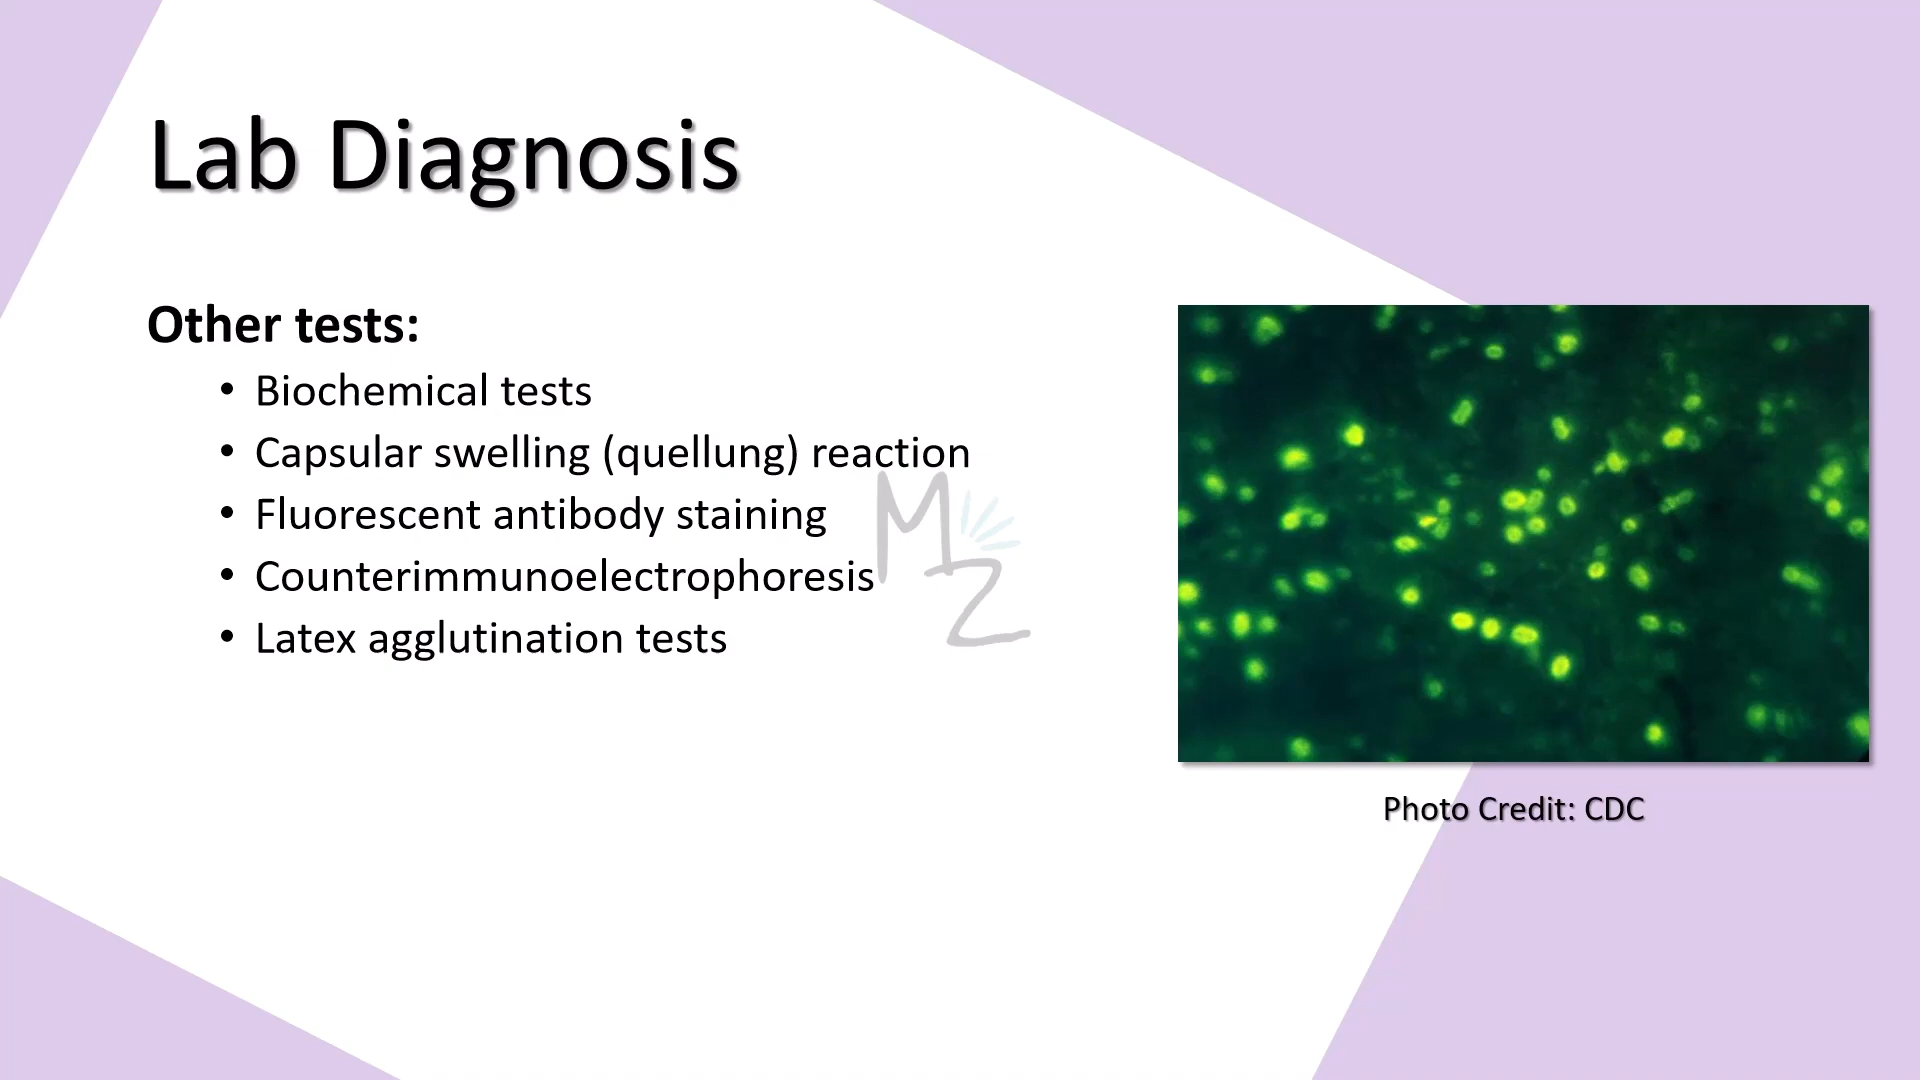 Lab Diagnosis
Other tests:
• Biochemical tests
• Capsular swelling (quellung) reaction
• Fluorescent antibody staining
• Counterimmunoelectrophoresis
• Latex agglutination tests
MZ
Photo Credit: CDC